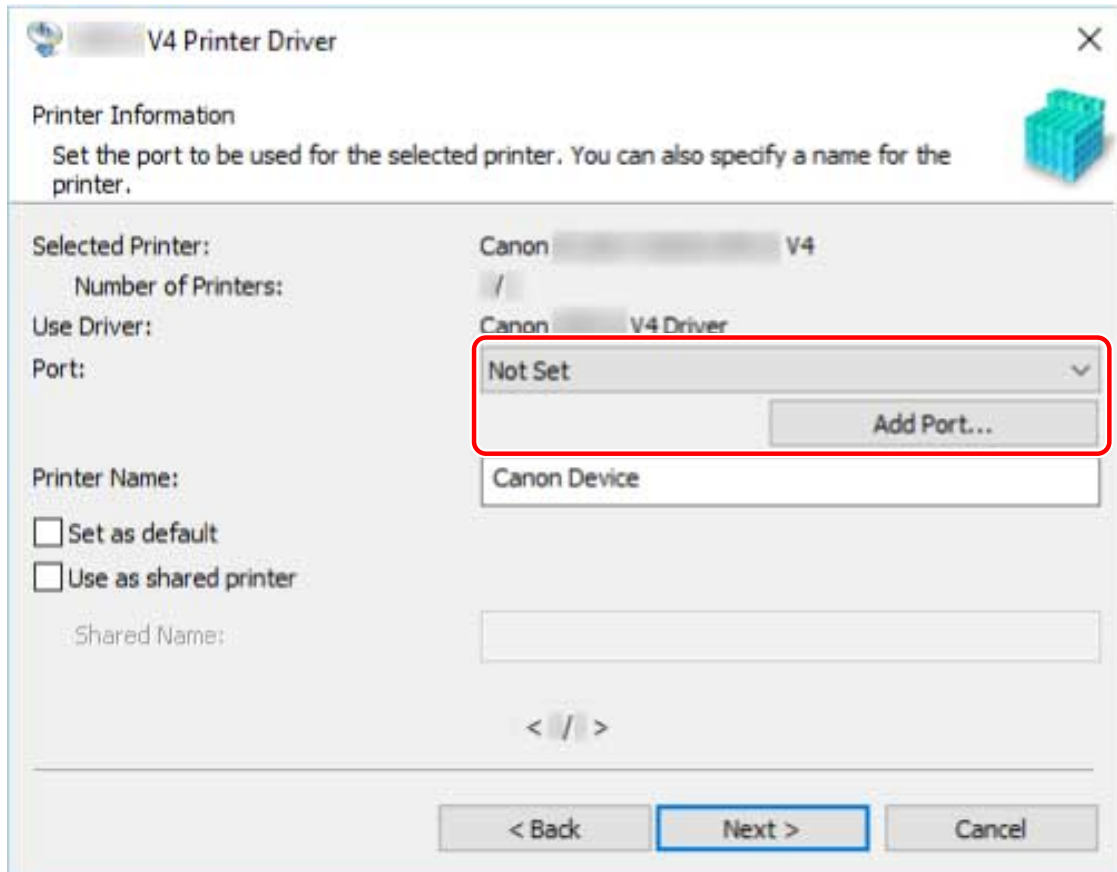 V4 Printer Driver
Printer Information
Set the port to be used for the selected printer. You can also specify a name for the
printer.
Selected Printer: Canon V4
Number of Printers: /
Use Driver: Canon V4 Driver
Port: Not Set
Add Port...
Printer Name: Canon Device
Set as default
Use as shared printer
Shared Name:
< / >
< Back Next > Cancel